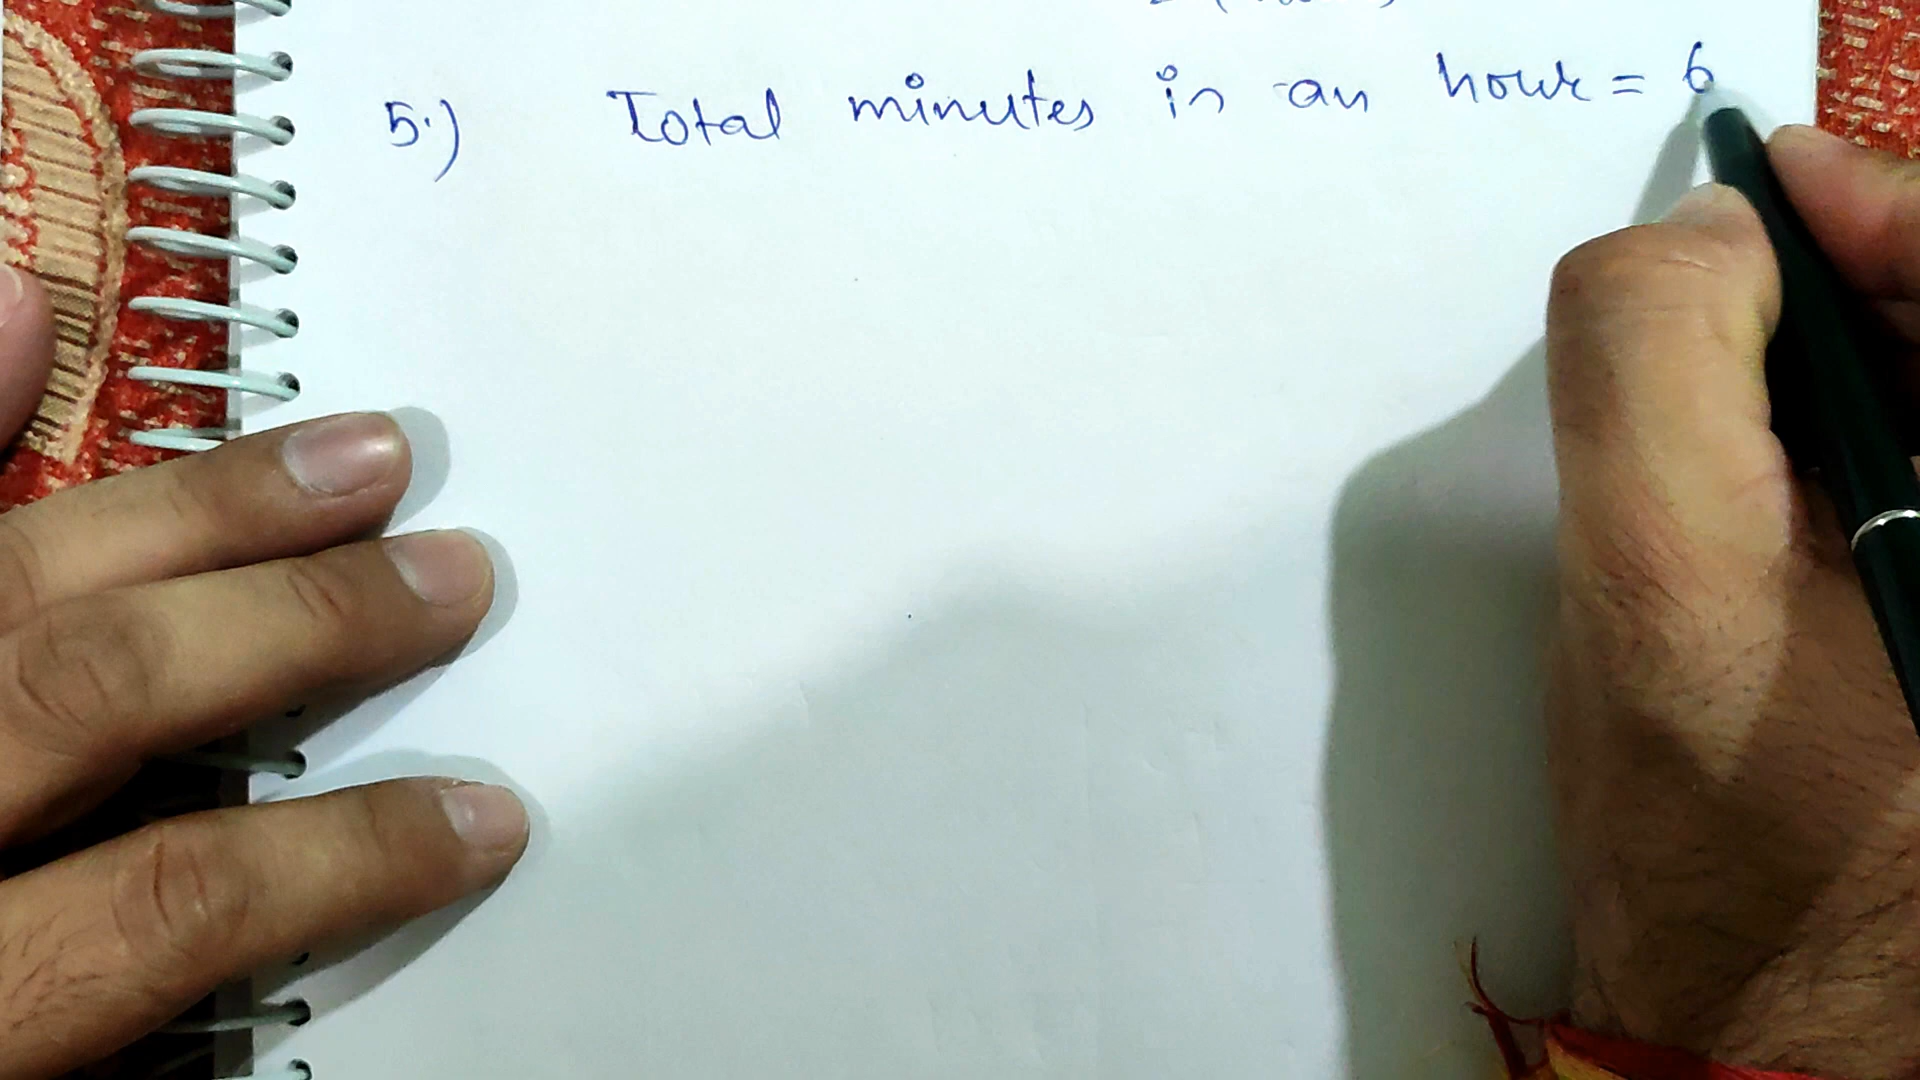 5.) Total minutes in an hour = 6